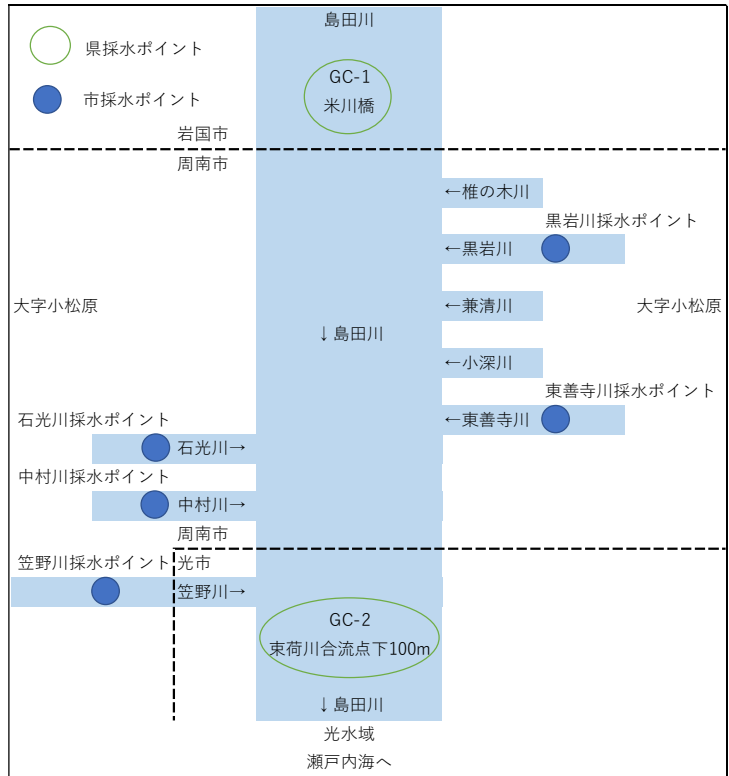 島田川
県採水ポイント
GC-1
米川橋
市採水ポイント
岩国市
周南市
←椎の木川
黒岩川採水ポイント
←黒岩川
大字小松原
←兼清川
大字小松原
↓島田川
←小深川
東善寺川採水ポイント
石光川採水ポイント
←東善寺川
石光川→
中村川採水ポイント
中村川→
周南市
笠野川採水ポイント
光市
笠野川→
GC-2
束荷川合流点下100m
↓島田川
光水域
瀬戸内海へ